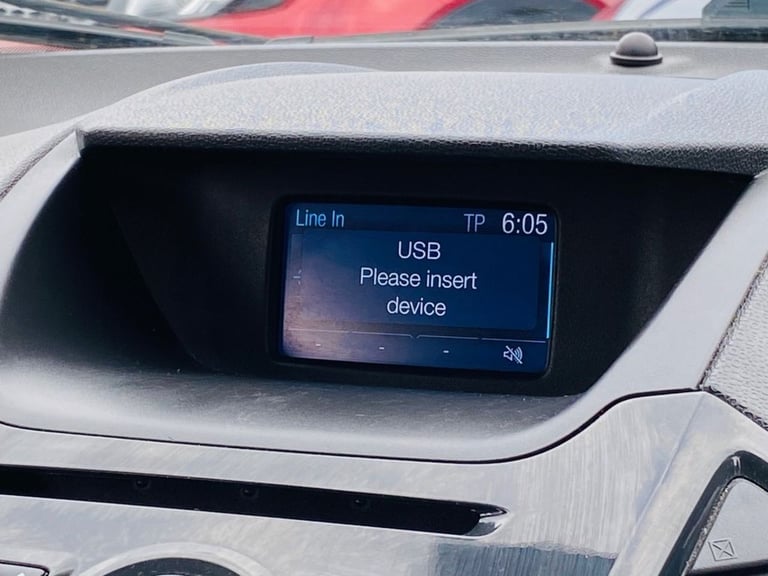 Line In TP 6:05
USB
Please insert
device